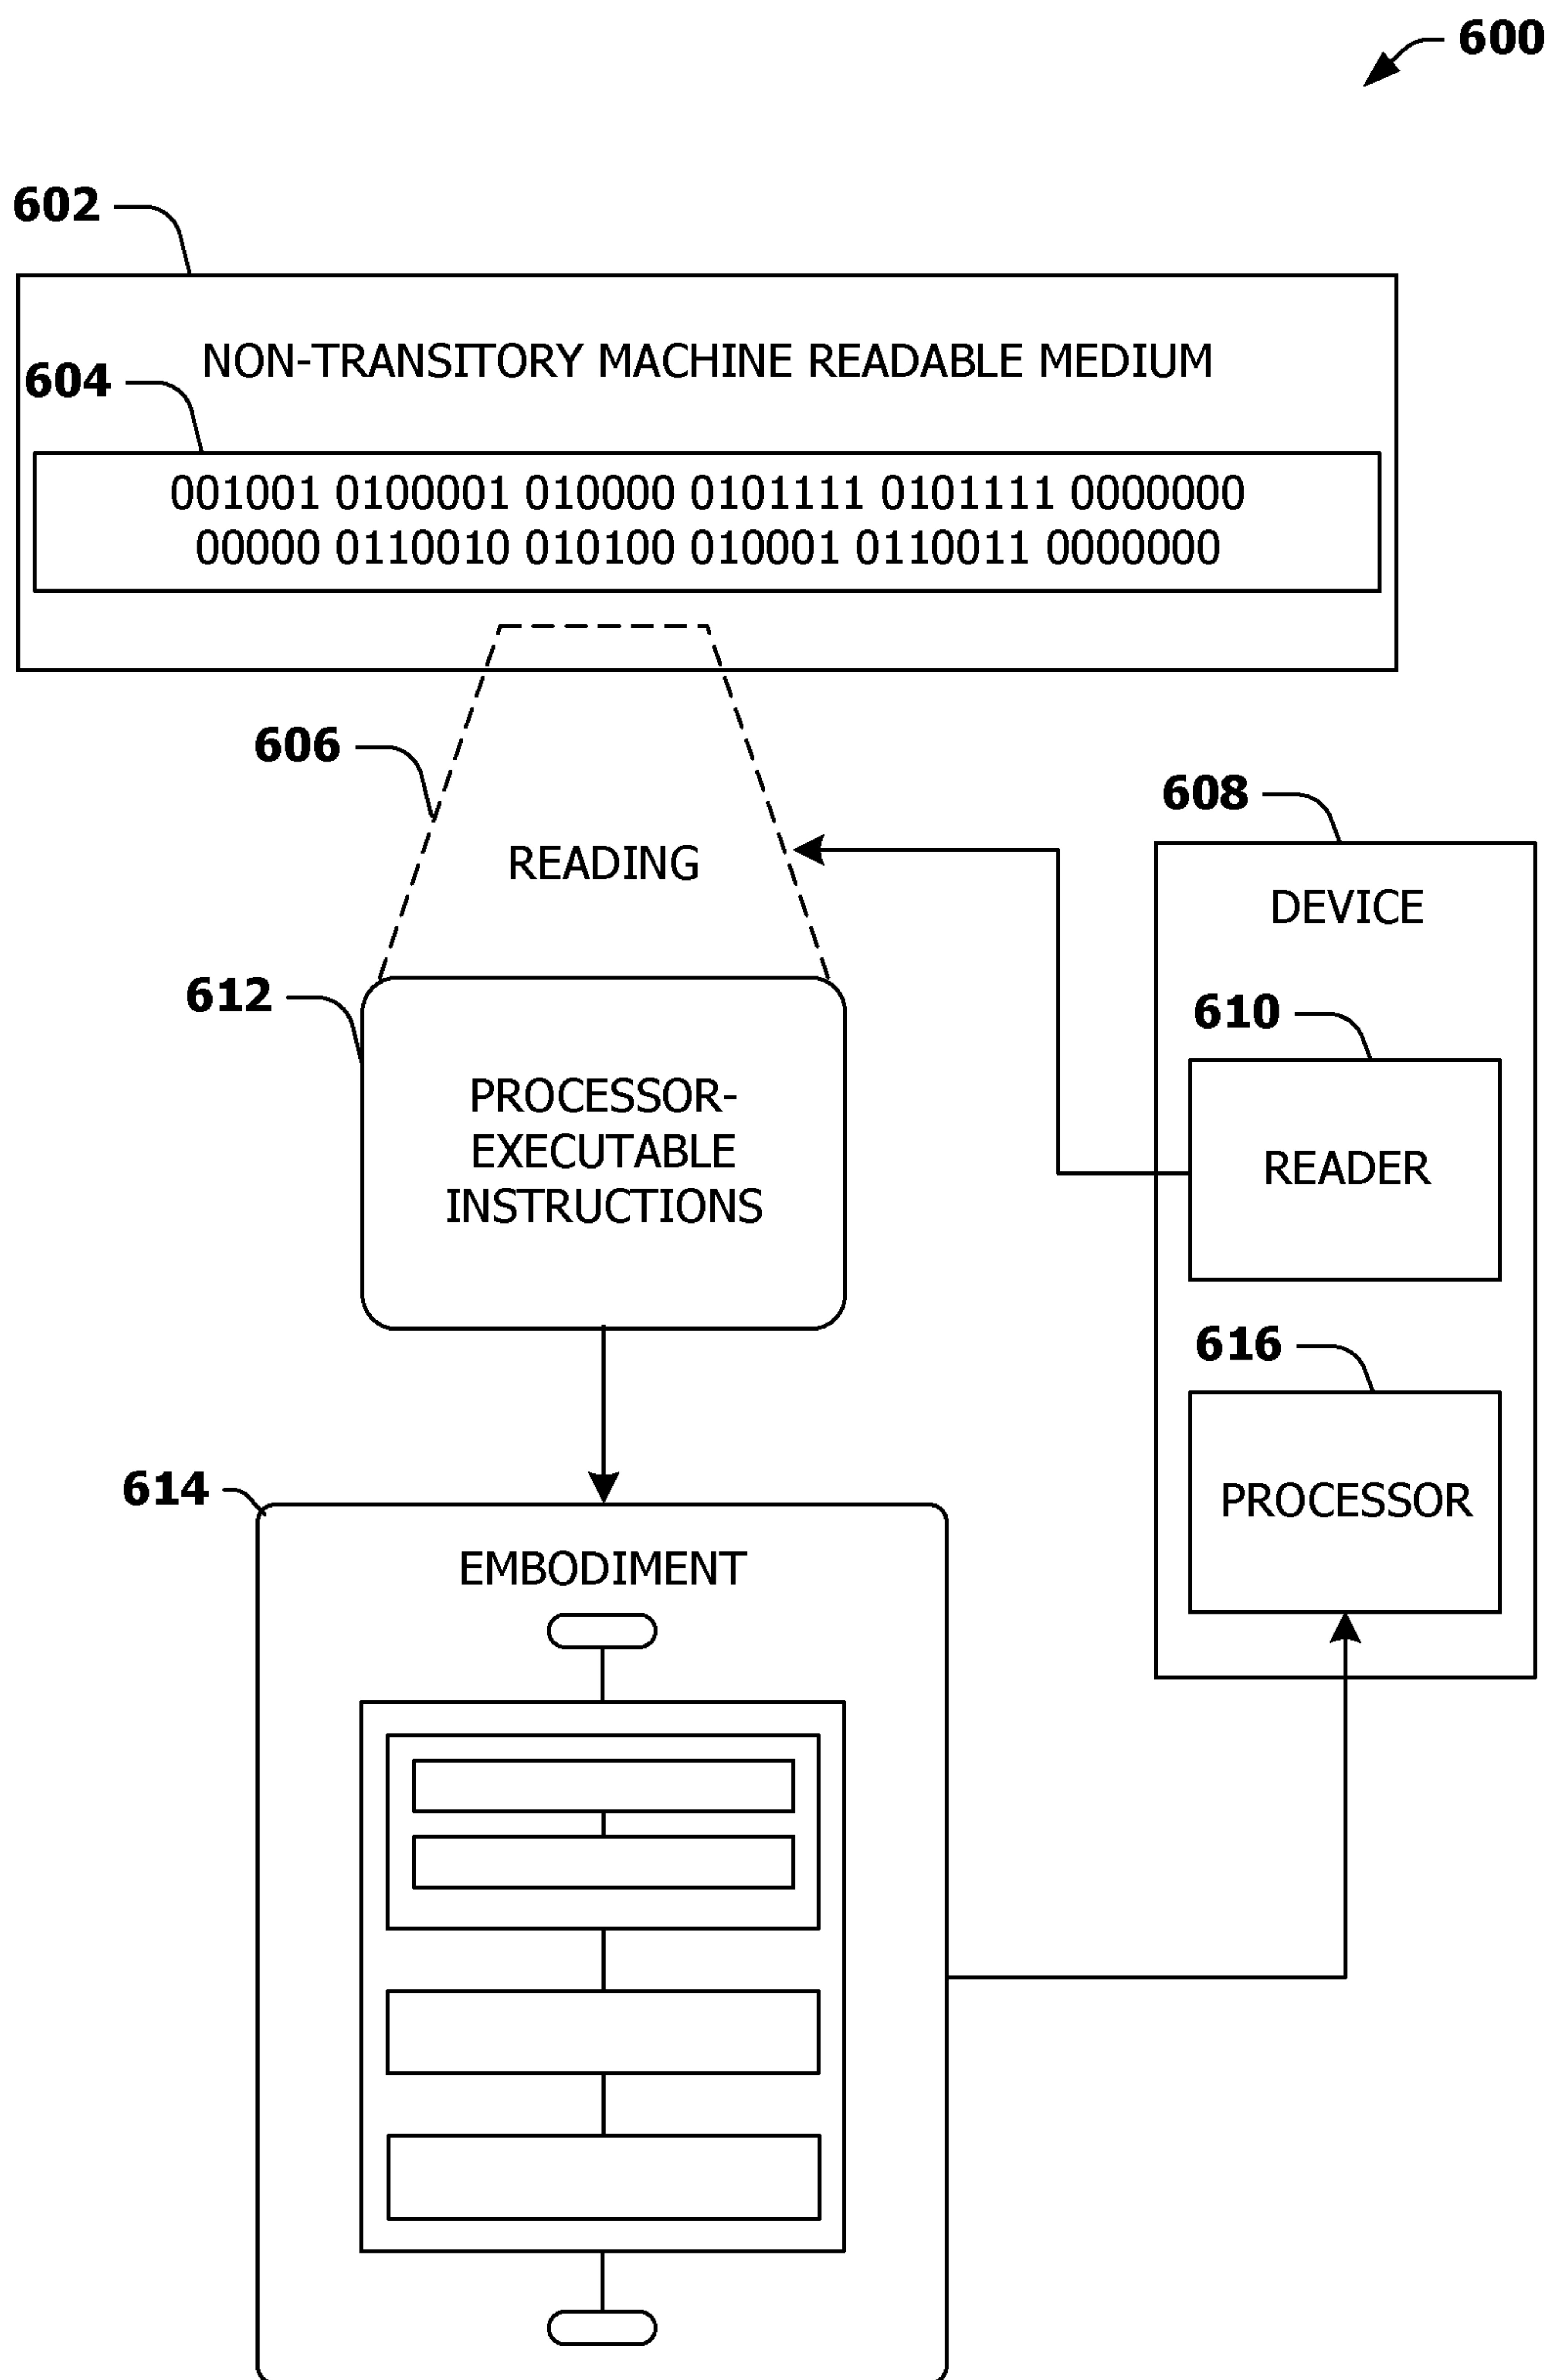 600
602
NON-TRANSITORY MACHINE READABLE MEDIUM
604
001001 0100001 010000 0101111 0101111 0000000
00000 0110010 010100 010001 0110011 0000000
606
READING
608
DEVICE
610
READER
612
PROCESSOR-
EXECUTABLE
INSTRUCTIONS
616
PROCESSOR
614
EMBODIMENT